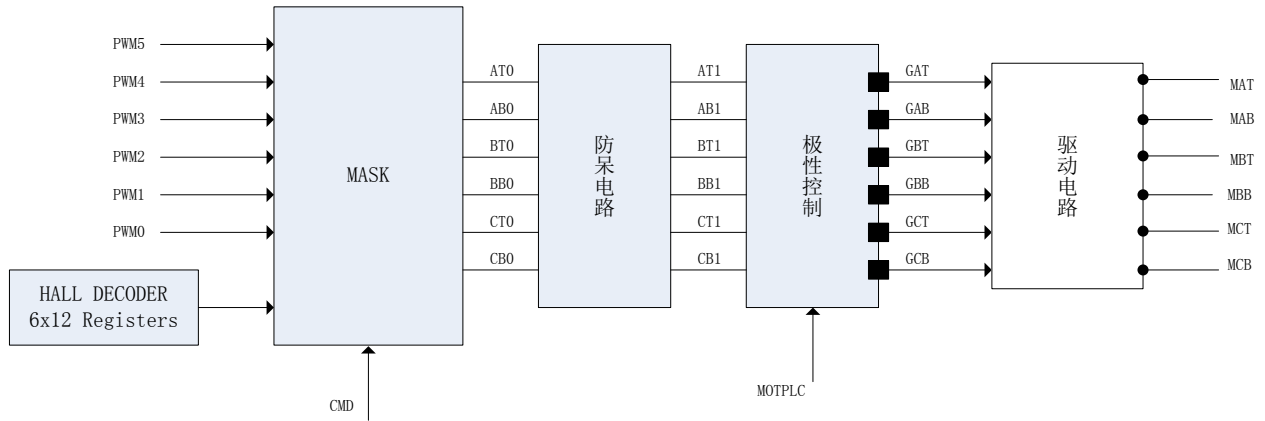 PWM5
PWM4
PWM3
PWM2
PWM1
PWM0
HALL DECODER
6x12 Registers
MASK
CMD
AT0
AB0
BT0
BB0
CT0
CB0
防呆电路
AT1
AB1
BT1
BB1
CT1
CB1
极性控制
MOTPLC
GAT
GAB
GBT
GBB
GCT
GCB
驱动电路
MAT
MAB
MBT
MBB
MCT
MCB